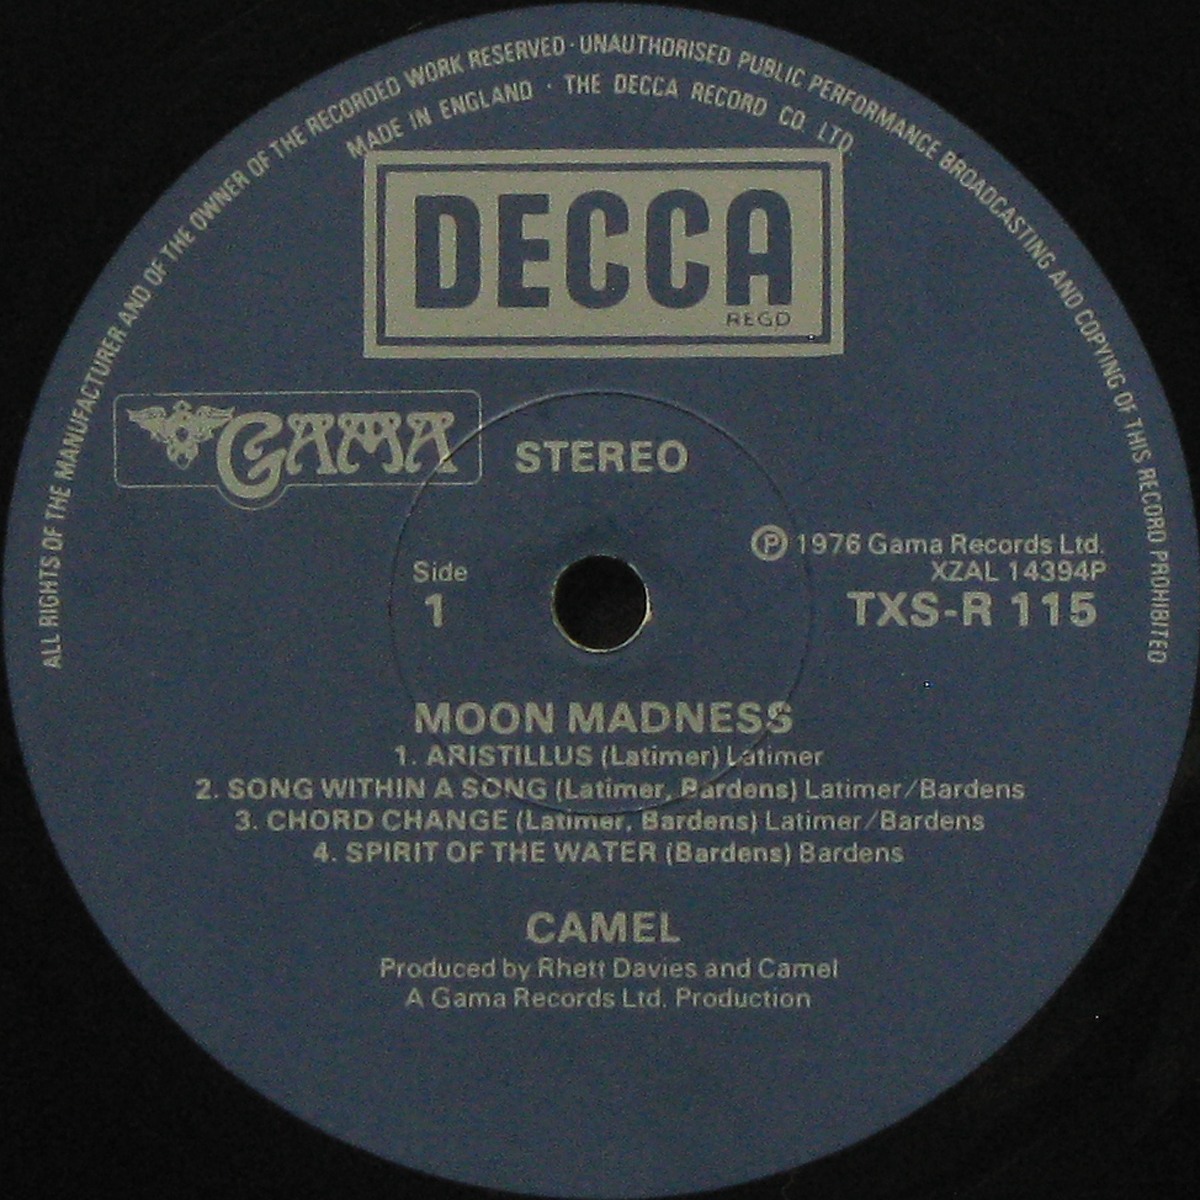 ALL RIGHTS OF THE MANUFACTURER AND OF THE OWNER OF THE RECORDED WORK RESERVED · UNAUTHORISED PUBLIC PERFORMANCE BROADCASTING AND COPYING OF THIS RECORD PROHIBITED
MADE IN ENGLAND · THE DECCA RECORD CO. LTD.
DECCA
REGD
GAMA
STEREO
℗ 1976 Gama Records Ltd.
Side
XZAL 14394P
1
TXS-R 115
MOON MADNESS
1. ARISTILLUS (Latimer) Latimer
2. SONG WITHIN A SONG (Latimer, Bardens) Latimer/Bardens
3. CHORD CHANGE (Latimer, Bardens) Latimer/Bardens
4. SPIRIT OF THE WATER (Bardens) Bardens
CAMEL
Produced by Rhett Davies and Camel
A Gama Records Ltd. Production